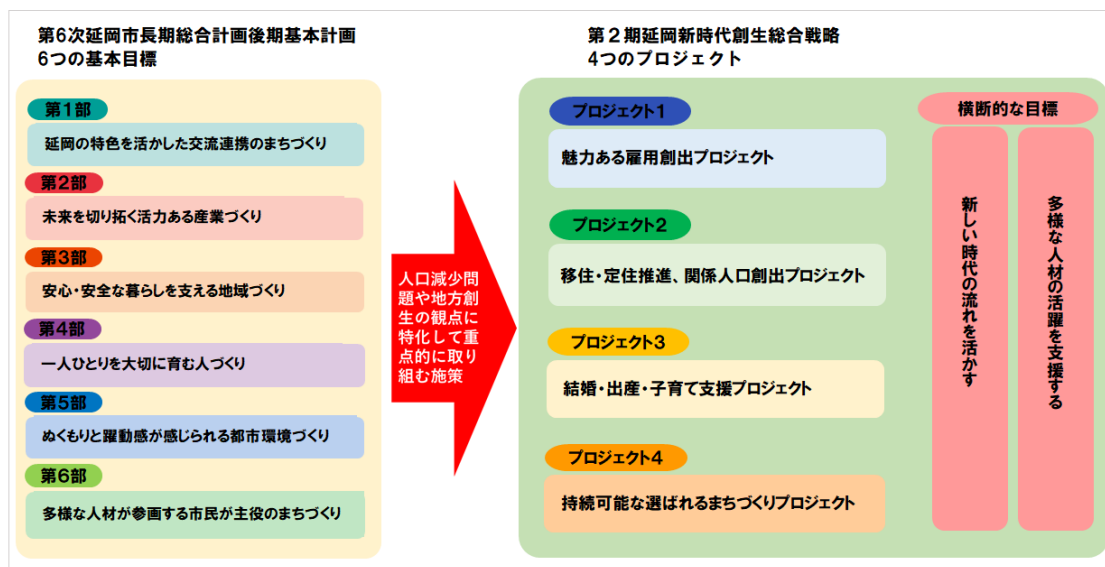 第6次延岡市長期総合計画後期基本計画
6つの基本目標
第1部
延岡の特色を活かした交流連携のまちづくり
第2部
未来を切り拓く活力ある産業づくり
第3部
安心・安全な暮らしを支える地域づくり
第4部
一人ひとりを大切に育む人づくり
第5部
ぬくもりと躍動感が感じられる都市環境づくり
第6部
多様な人材が参画する市民が主役のまちづくり
人口減少問
題や地方創
生の観点に
特化して重
点的に取り
組む施策
第2期延岡新時代創生総合戦略
4つのプロジェクト
プロジェクト1
魅力ある雇用創出プロジェクト
プロジェクト2
移住・定住推進、関係人口創出プロジェクト
プロジェクト3
結婚・出産・子育て支援プロジェクト
プロジェクト4
持続可能な選ばれるまちづくりプロジェクト
横断的な目標
多様な人材の活躍を支援する
新しい時代の流れを活かす